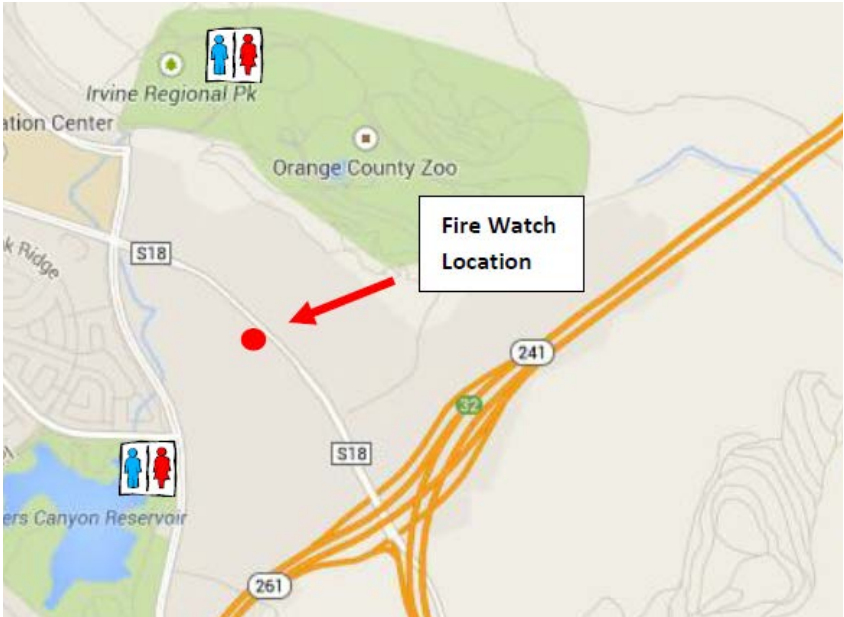 Irvine Regional Pk
ation Center
Orange County Zoo
Fire Watch
Location
S18
k Ridge
241
32
S18
ers Canyon Reservoir
261